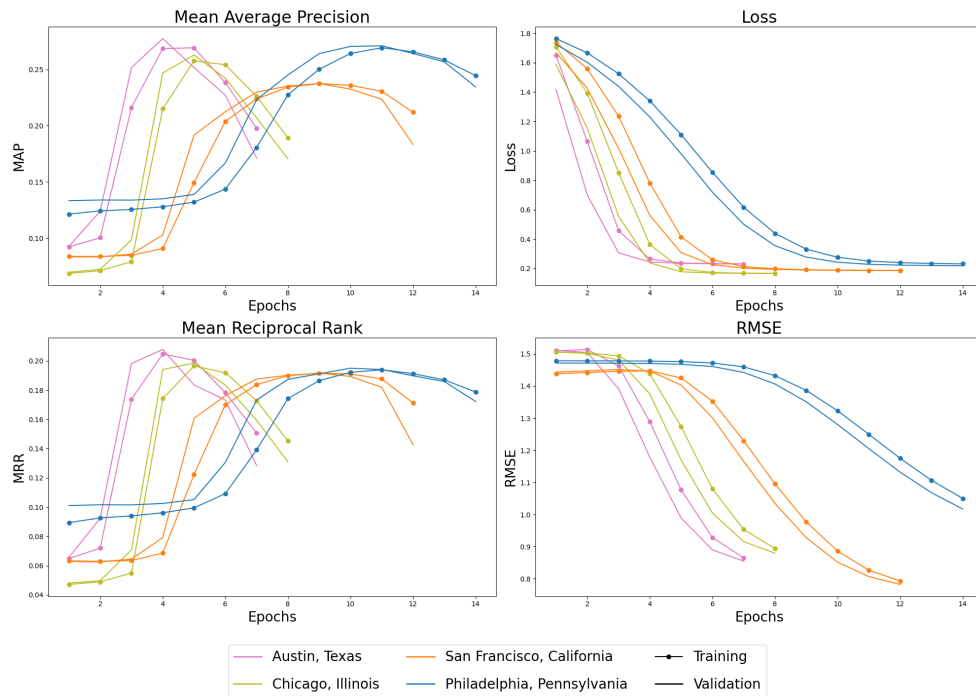 Mean Average Precision
Loss
0.25
0.20
0.15
0.10
MAP
2 4 6 8 10 12 14
Epochs
1.8
1.6
1.4
1.2
1.0
0.8
0.6
0.4
0.2
Loss
2 4 6 8 10 12 14
Epochs
Mean Reciprocal Rank
RMSE
0.20
0.18
0.16
0.14
0.12
0.10
0.08
0.06
0.04
MRR
2 4 6 8 10 12 14
Epochs
1.5
1.4
1.3
1.2
1.1
1.0
0.9
0.8
RMSE
2 4 6 8 10 12 14
Epochs
Austin, Texas San Francisco, California Training
Chicago, Illinois Philadelphia, Pennsylvania Validation